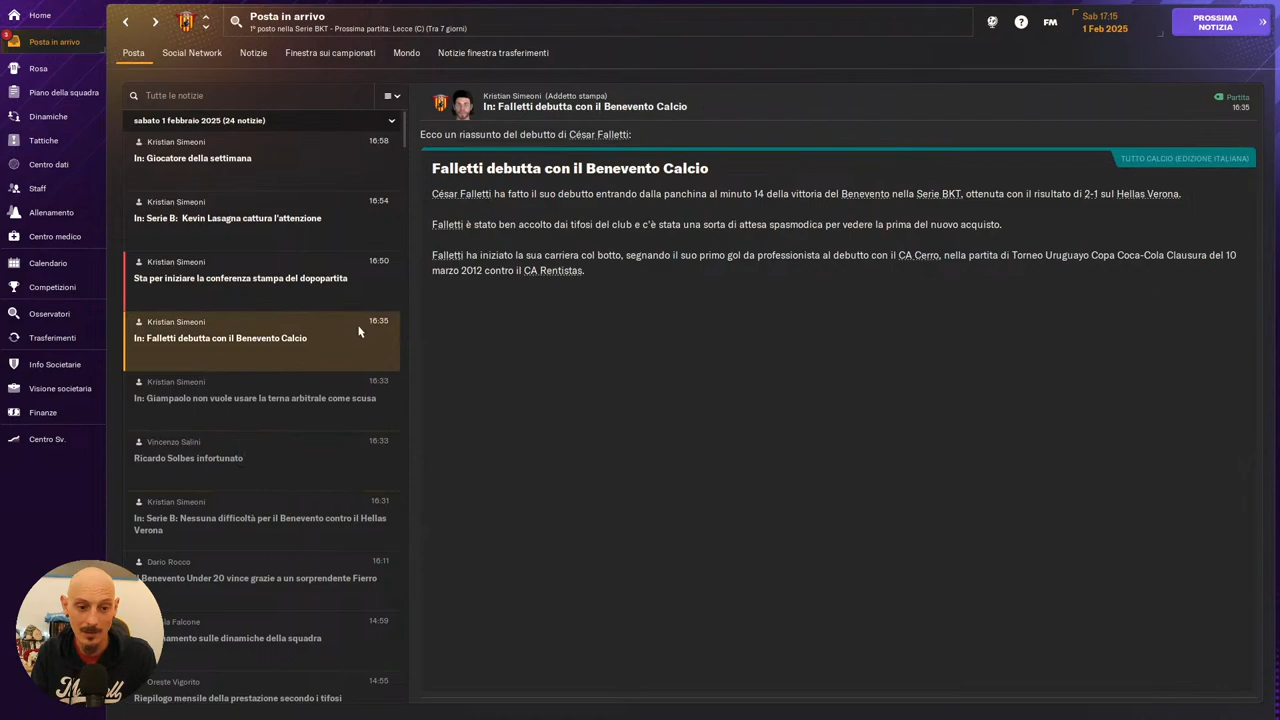 Home
Posta in arrivo
3
Rosa
Piano della squadra
Dinamiche
Tattiche
Centro dati
Staff
Allenamento
Centro medico
Calendario
Competizioni
Osservatori
Trasferimenti
Info Societarie
Visione societaria
Finanze
Centro Sv.
Posta in arrivo
1° posto nella Serie BKT - Prossima partita: Lecce (C) (Tra 7 giorni)
FM
Sab 17:15
1 Feb 2025
PROSSIMA
NOTIZIA
Posta Social Network Notizie Finestra sui campionati Mondo Notizie finestra trasferimenti
Tutte le notizie
sabato 1 febbraio 2025 (24 notizie)
Kristian Simeoni 16:58
In: Giocatore della settimana
Kristian Simeoni 16:54
In: Serie B: Kevin Lasagna cattura l'attenzione
Kristian Simeoni 16:50
Sta per iniziare la conferenza stampa del dopopartita
Kristian Simeoni 16:35
In: Falletti debutta con il Benevento Calcio
Kristian Simeoni 16:33
In: Giampaolo non vuole usare la terna arbitrale come scusa
Vincenzo Salini 16:33
Ricardo Solbes infortunato
Kristian Simeoni 16:31
In: Serie B: Nessuna difficoltà per il Benevento contro il Hellas
Verona
Dario Rocco 16:11
Benevento Under 20 vince grazie a un sorprendente Fierro
Falcone 14:59
sulle dinamiche della squadra
Oreste Vigorito 14:55
Riepilogo mensile della prestazione secondo i tifosi
Kristian Simeoni (Addetto stampa)
In: Falletti debutta con il Benevento Calcio
Partita
16:35
Ecco un riassunto del debutto di César Falletti:
TUTTO CALCIO (EDIZIONE ITALIANA)
Falletti debutta con il Benevento Calcio
César Falletti ha fatto il suo debutto entrando dalla panchina al minuto 14 della vittoria del Benevento nella Serie BKT, ottenuta con il risultato di 2-1 sul Hellas Verona.
Falletti è stato ben accolto dai tifosi del club e c'è stata una sorta di attesa spasmodica per vedere la prima del nuovo acquisto.
Falletti ha iniziato la sua carriera col botto, segnando il suo primo gol da professionista al debutto con il CA Cerro, nella partita di Torneo Uruguayo Copa Coca-Cola Clausura del 10
marzo 2012 contro il CA Rentistas.